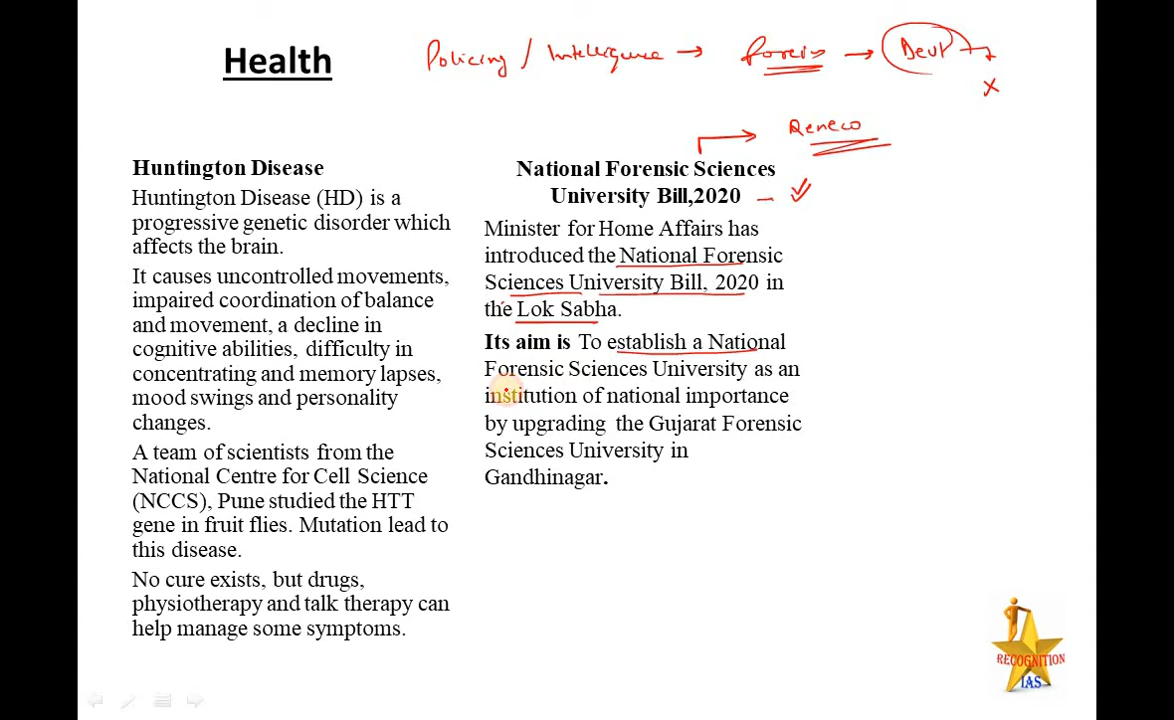 Health
Policing / Intelligence → → Devt
Huntington Disease
Huntington Disease (HD) is a
progressive genetic disorder which
affects the brain.
It causes uncontrolled movements,
impaired coordination of balance
and movement, a decline in
cognitive abilities, difficulty in
concentrating and memory lapses,
mood swings and personality
changes.
A team of scientists from the
National Centre for Cell Science
(NCCS), Pune studied the HTT
gene in fruit flies. Mutation lead to
this disease.
No cure exists, but drugs,
physiotherapy and talk therapy can
help manage some symptoms.
National Forensic Sciences
University Bill,2020
Minister for Home Affairs has
introduced the National Forensic
Sciences University Bill, 2020 in
the Lok Sabha.
Its aim is To establish a National
Forensic Sciences University as an
institution of national importance
by upgrading the Gujarat Forensic
Sciences University in
Gandhinagar.
RECOGNITION
IAS